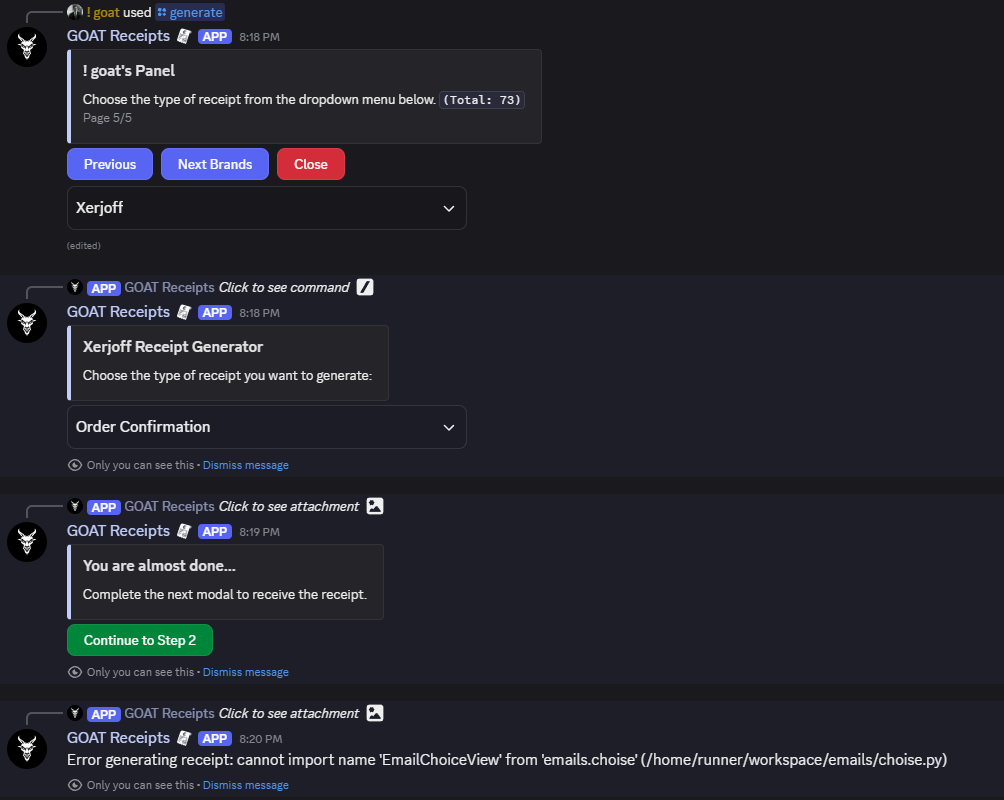 ! goat used generate
GOAT Receipts APP 8:18 PM
! goat's Panel
Choose the type of receipt from the dropdown menu below. (Total: 73)
Page 5/5
Previous Next Brands Close
Xerjoff
(edited)
APP GOAT Receipts Click to see command
GOAT Receipts APP 8:18 PM
Xerjoff Receipt Generator
Choose the type of receipt you want to generate:
Order Confirmation
Only you can see this • Dismiss message
APP GOAT Receipts Click to see attachment
GOAT Receipts APP 8:19 PM
You are almost done...
Complete the next modal to receive the receipt.
Continue to Step 2
Only you can see this • Dismiss message
APP GOAT Receipts Click to see attachment
GOAT Receipts APP 8:20 PM
Error generating receipt: cannot import name 'EmailChoiceView' from 'emails.choise' (/home/runner/workspace/emails/choise.py)
Only you can see this • Dismiss message